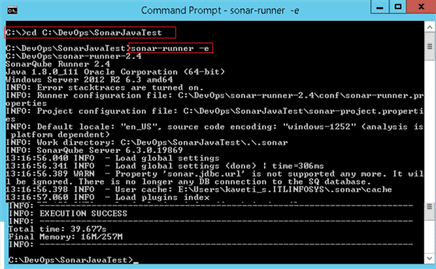 Command Prompt - sonar-runner -e
C:\>cd C:\DevOps\SonarJavaTest
C:\DevOps\SonarJavaTest>sonar-runner -e
C:\DevOps\sonar-runner-2.4
SonarQube Runner 2.4
Java 1.8.0_111 Oracle Corporation (64-bit)
Windows Server 2012 R2 6.3 amd64
INFO: Error stacktraces are turned on.
INFO: Runner configuration file: C:\DevOps\sonar-runner-2.4\conf\sonar-runner.pr
operties
INFO: Project configuration file: C:\DevOps\SonarJavaTest\sonar-project.properti
es
INFO: Default locale: "en_US", source code encoding: "windows-1252" (analysis is
platform dependent)
INFO: Work directory: C:\DevOps\SonarJavaTest\.\.sonar
INFO: SonarQube Server 6.3.0.19869
13:16:56.040 INFO - Load global settings
13:16:56.341 INFO - Load global settings (done) | time=306ms
13:16:56.389 WARN - Property 'sonar.jdbc.url' is not supported any more. It wil
l be ignored. There is no longer any DB connection to the SQ database.
13:16:56.393 INFO - User cache: E:\Users\kaveti_s.ITLINFOSYS\.sonar\cache
13:16:57.060 INFO - Load plugins index
INFO: ------------------------------------------------------------------------
INFO: EXECUTION SUCCESS
INFO: ------------------------------------------------------------------------
Total time: 39.677s
Final Memory: 16M/257M
INFO: ------------------------------------------------------------------------
C:\DevOps\SonarJavaTest>